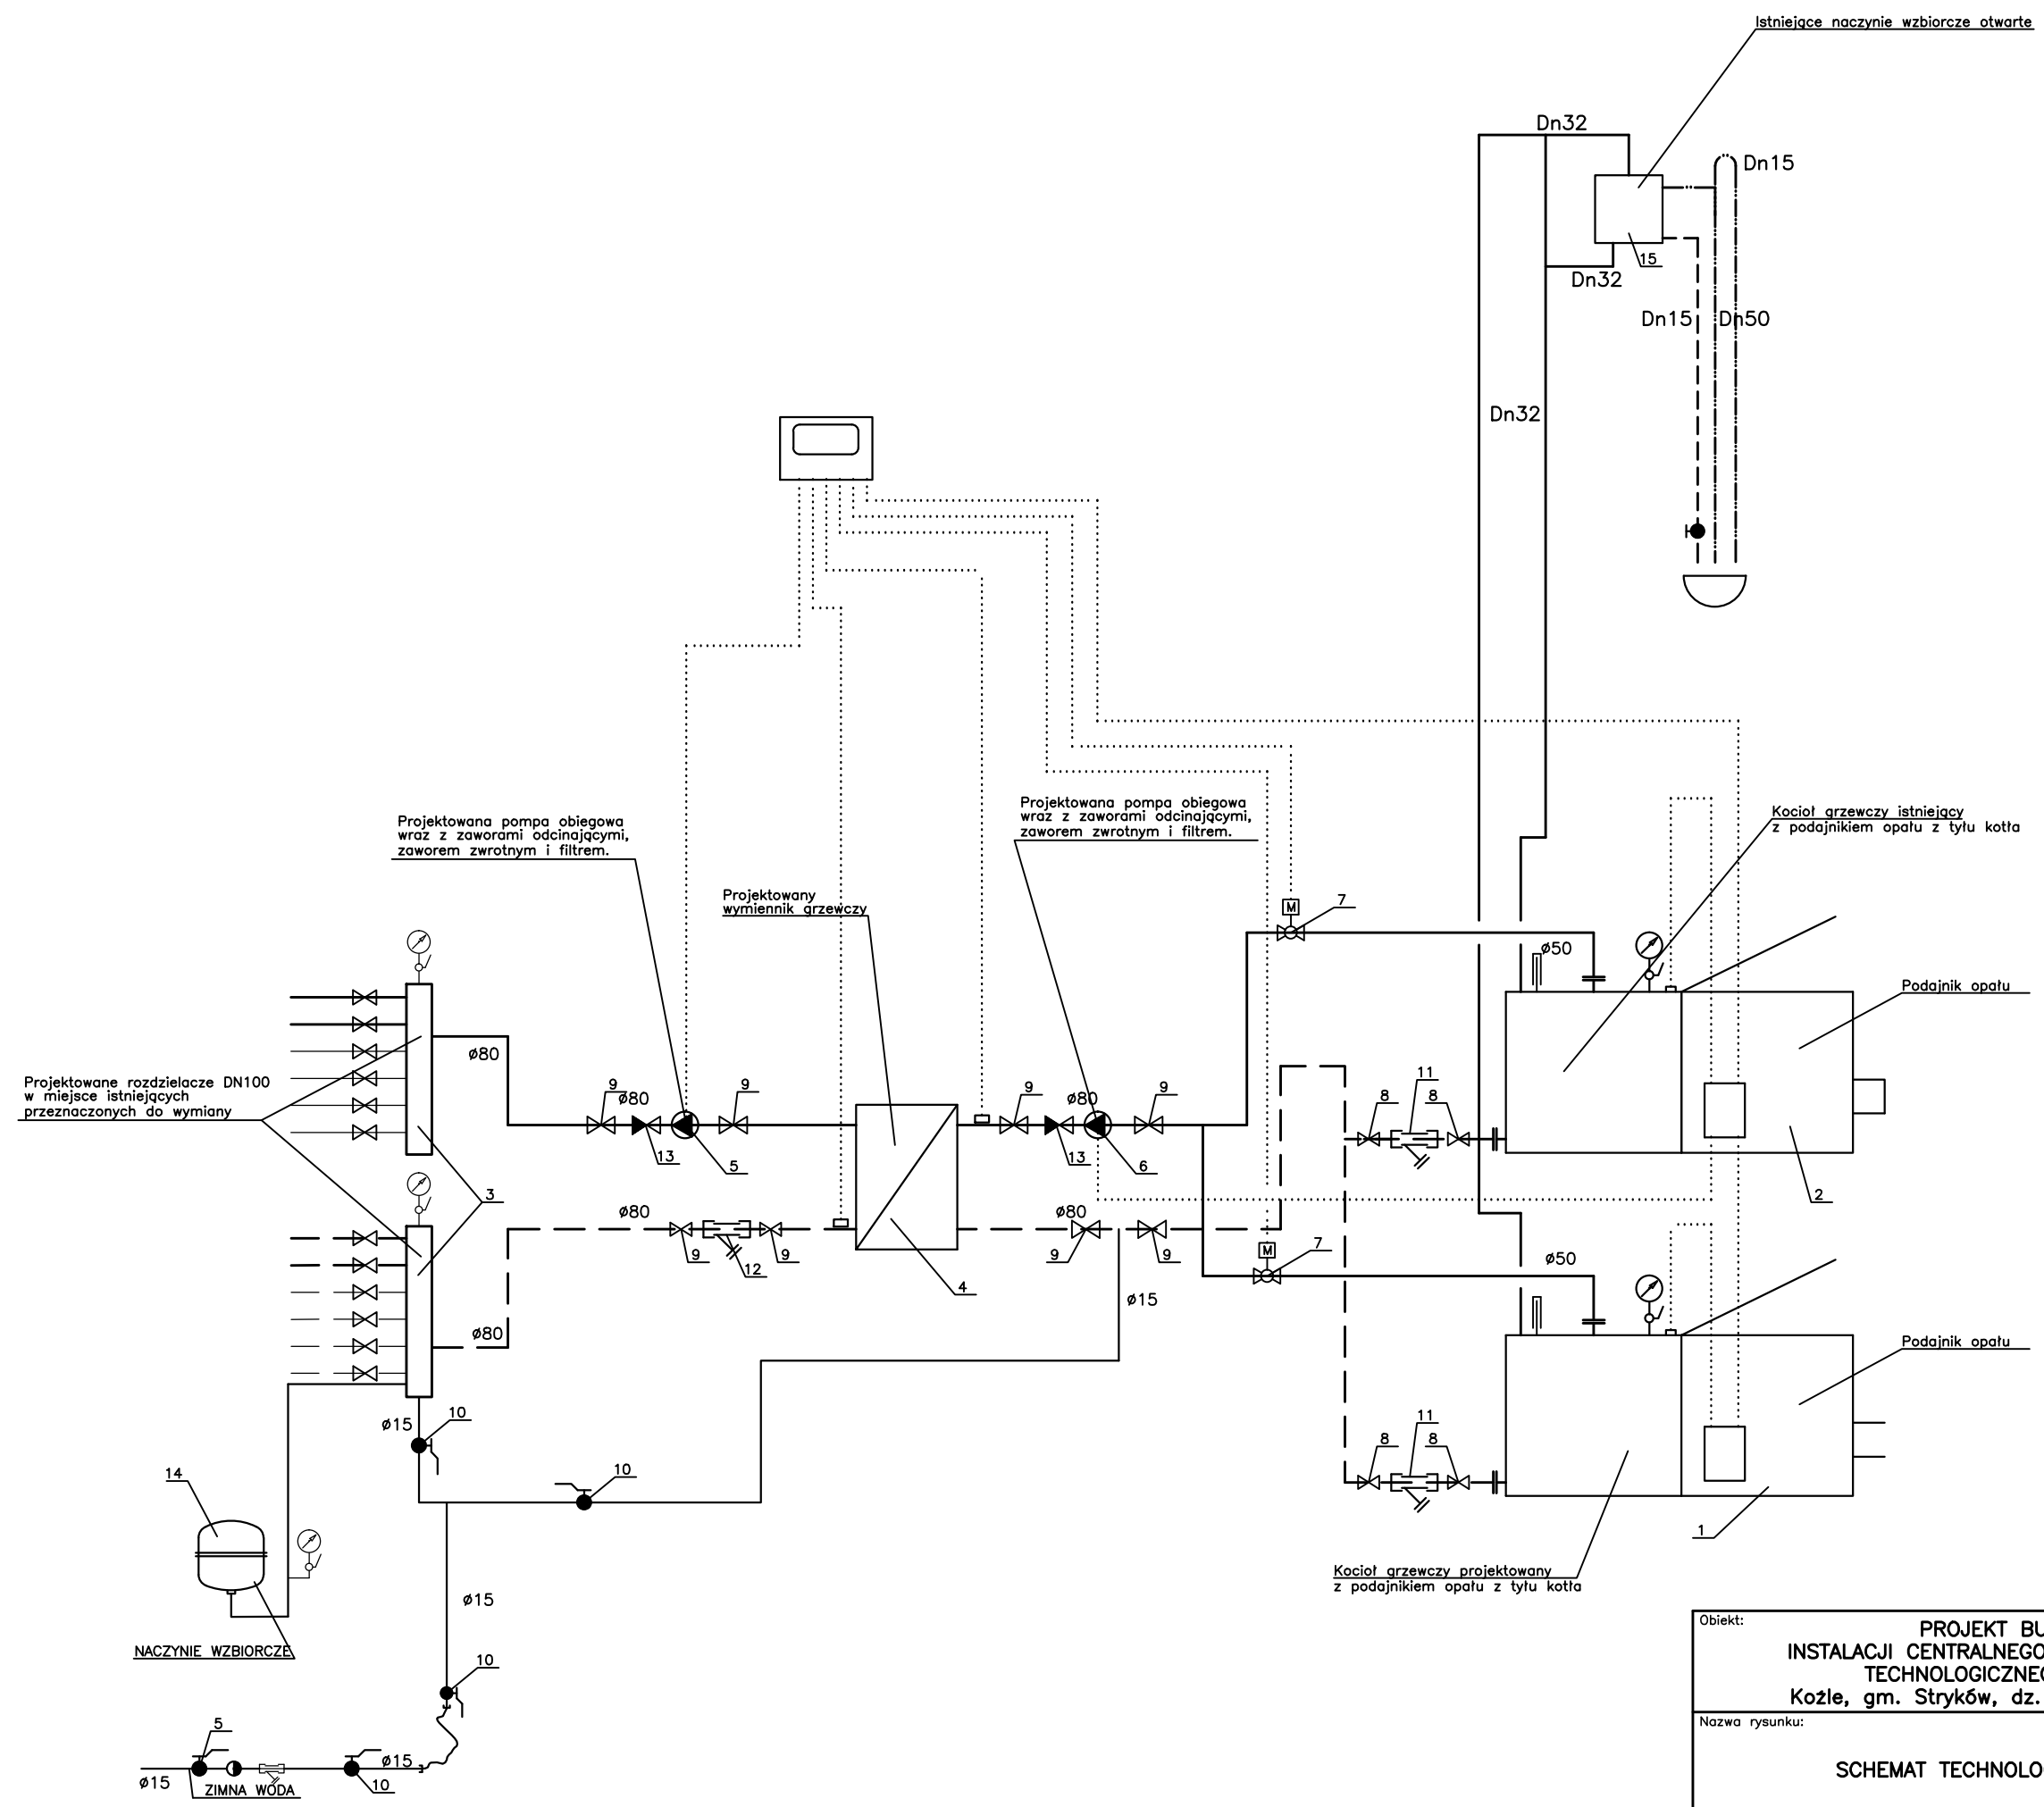 Istniejące naczynie wzbiorcze otwarte
Dn32
Dn15
15
Dn32
Dn15
Dn50
Dn32
Projektowana pompa obiegowa
wraz z zaworami odcinającymi,
zaworem zwrotnym i filtrem.
Projektowana pompa obiegowa
wraz z zaworami odcinającymi,
zaworem zwrotnym i filtrem.
Kocioł grzewczy istniejący
z podajnikiem opału z tyłu kotła
Projektowany
wymiennik grzewczy
7
M
ø50
Podajnik opału
ø80
Projektowane rozdzielacze DN100
w miejsce istniejących
przeznaczonych do wymiany
9
ø80
9
9
ø80
9
11
8
8
13
5
13
6
3
2
ø80
ø80
9
12
9
9
9
M
7
ø50
4
ø15
ø80
Podajnik opału
ø15
10
11
8
8
14
10
1
Kocioł grzewczy projektowany
z podajnikiem opału z tyłu kotła
ø15
NACZYNIE WZBIORCZE
10
5
ø15
ø15
10
ZIMNA WODA
Obiekt:
PROJEKT BU
INSTALACJI CENTRALNEGO
TECHNOLOGICZNEG
Koźle, gm. Stryków, dz.
Nazwa rysunku:
SCHEMAT TECHNOLO